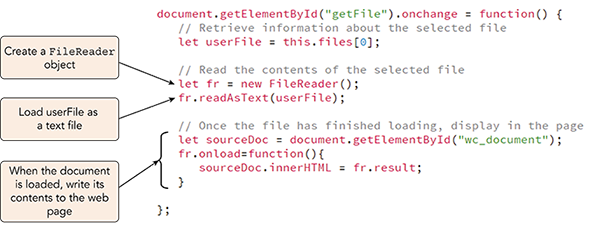 document.getElementById("getFile").onchange = function() {
// Retrieve information about the selected file
let userFile = this.files[0];
Create a FileReader
object
// Read the contents of the selected file
let fr = new FileReader();
fr.readAsText(userFile);
Load userFile as
a text file
// Once the file has finished loading, display in the page
let sourceDoc = document.getElementById("wc_document");
fr.onload=function(){
sourceDoc.innerHTML = fr.result;
}
When the document
is loaded, write its
contents to the web
page
};